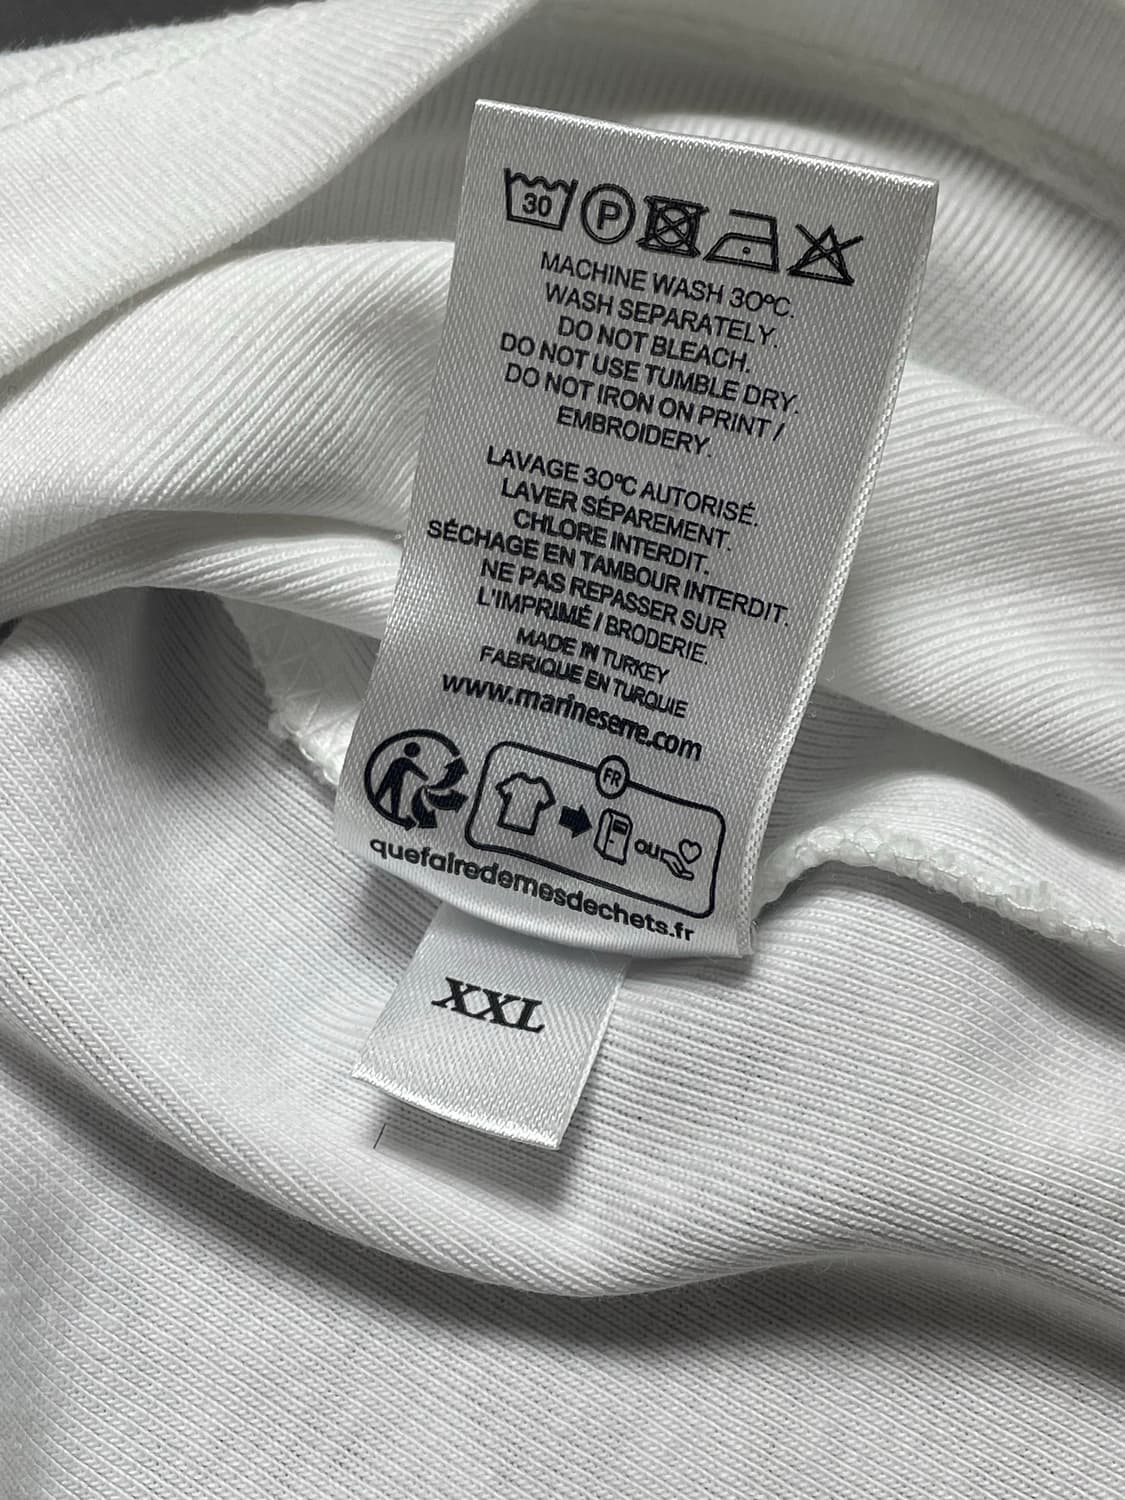 30 P
MACHINE WASH 30ºC.
WASH SEPARATELY.
DO NOT BLEACH.
DO NOT USE TUMBLE DRY.
DO NOT IRON ON PRINT /
EMBROIDERY.
LAVAGE 30ºC AUTORISÉ.
LAVER SÉPAREMENT.
CHLORE INTERDIT.
SÉCHAGE EN TAMBOUR INTERDIT.
NE PAS REPASSER SUR
L'IMPRIMÉ / BRODERIE.
MADE IN TURKEY
FABRIQUE EN TURQUIE
www.marineserre.com
FR
ou
quefairedemesdechets.fr
XXL